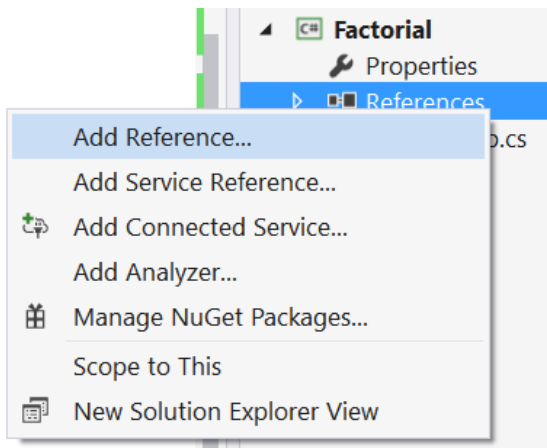 C# Factorial
Properties
References
Add Reference...
.cs
Add Service Reference...
Add Connected Service...
Add Analyzer...
Manage NuGet Packages...
Scope to This
New Solution Explorer View